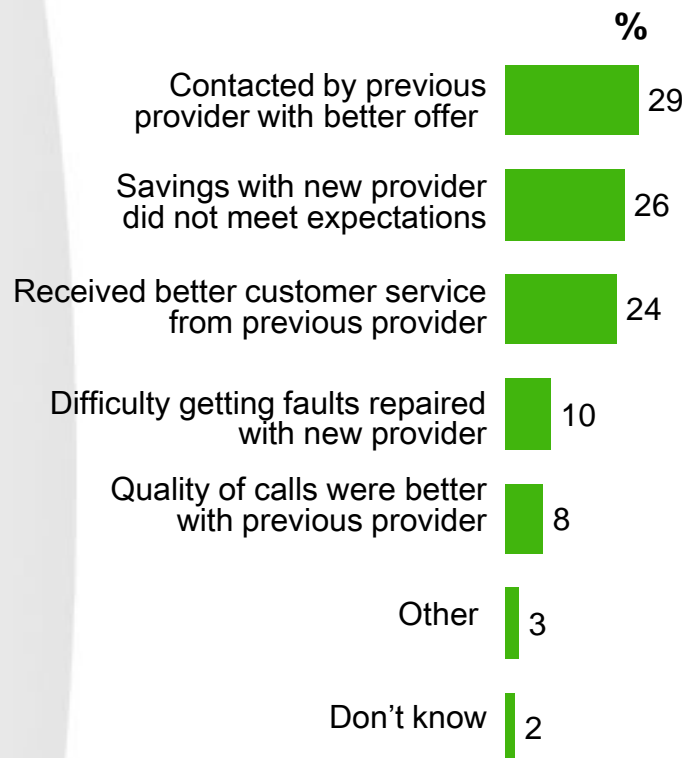 %
Contacted by previous
provider with better offer
29
Savings with new provider
did not meet expectations
26
Received better customer service
from previous provider
24
Difficulty getting faults repaired
with new provider
10
Quality of calls were better
with previous provider
8
Other
3
Don’t know
2